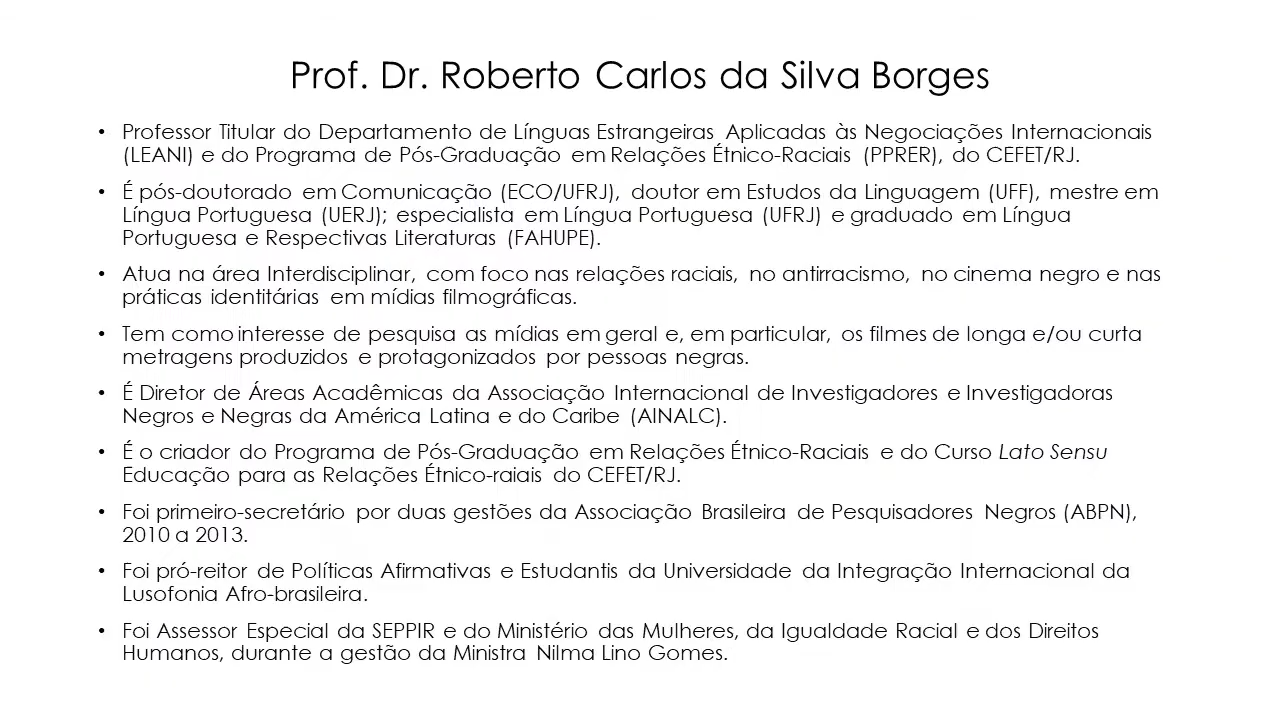 Prof. Dr. Roberto Carlos da Silva Borges
• Professor Titular do Departamento de Línguas Estrangeiras Aplicadas às Negociações Internacionais
(LEANI) e do Programa de Pós-Graduação em Relações Étnico-Raciais (PPRER), do CEFET/RJ.
• É pós-doutorado em Comunicação (ECO/UFRJ), doutor em Estudos da Linguagem (UFF), mestre em
Língua Portuguesa (UERJ); especialista em Língua Portuguesa (UFRJ) e graduado em Língua
Portuguesa e Respectivas Literaturas (FAHUPE).
• Atua na área Interdisciplinar, com foco nas relações raciais, no antirracismo, no cinema negro e nas
práticas identitárias em mídias filmográficas.
• Tem como interesse de pesquisa as mídias em geral e, em particular, os filmes de longa e/ou curta
metragens produzidos e protagonizados por pessoas negras.
• É Diretor de Áreas Acadêmicas da Associação Internacional de Investigadores e Investigadoras
Negros e Negras da América Latina e do Caribe (AINALC).
• É o criador do Programa de Pós-Graduação em Relações Étnico-Raciais e do Curso Lato Sensu
Educação para as Relações Étnico-raiais do CEFET/RJ.
• Foi primeiro-secretário por duas gestões da Associação Brasileira de Pesquisadores Negros (ABPN),
2010 a 2013.
• Foi pró-reitor de Políticas Afirmativas e Estudantis da Universidade da Integração Internacional da
Lusofonia Afro-brasileira.
• Foi Assessor Especial da SEPPIR e do Ministério das Mulheres, da Igualdade Racial e dos Direitos
Humanos, durante a gestão da Ministra Nilma Lino Gomes.